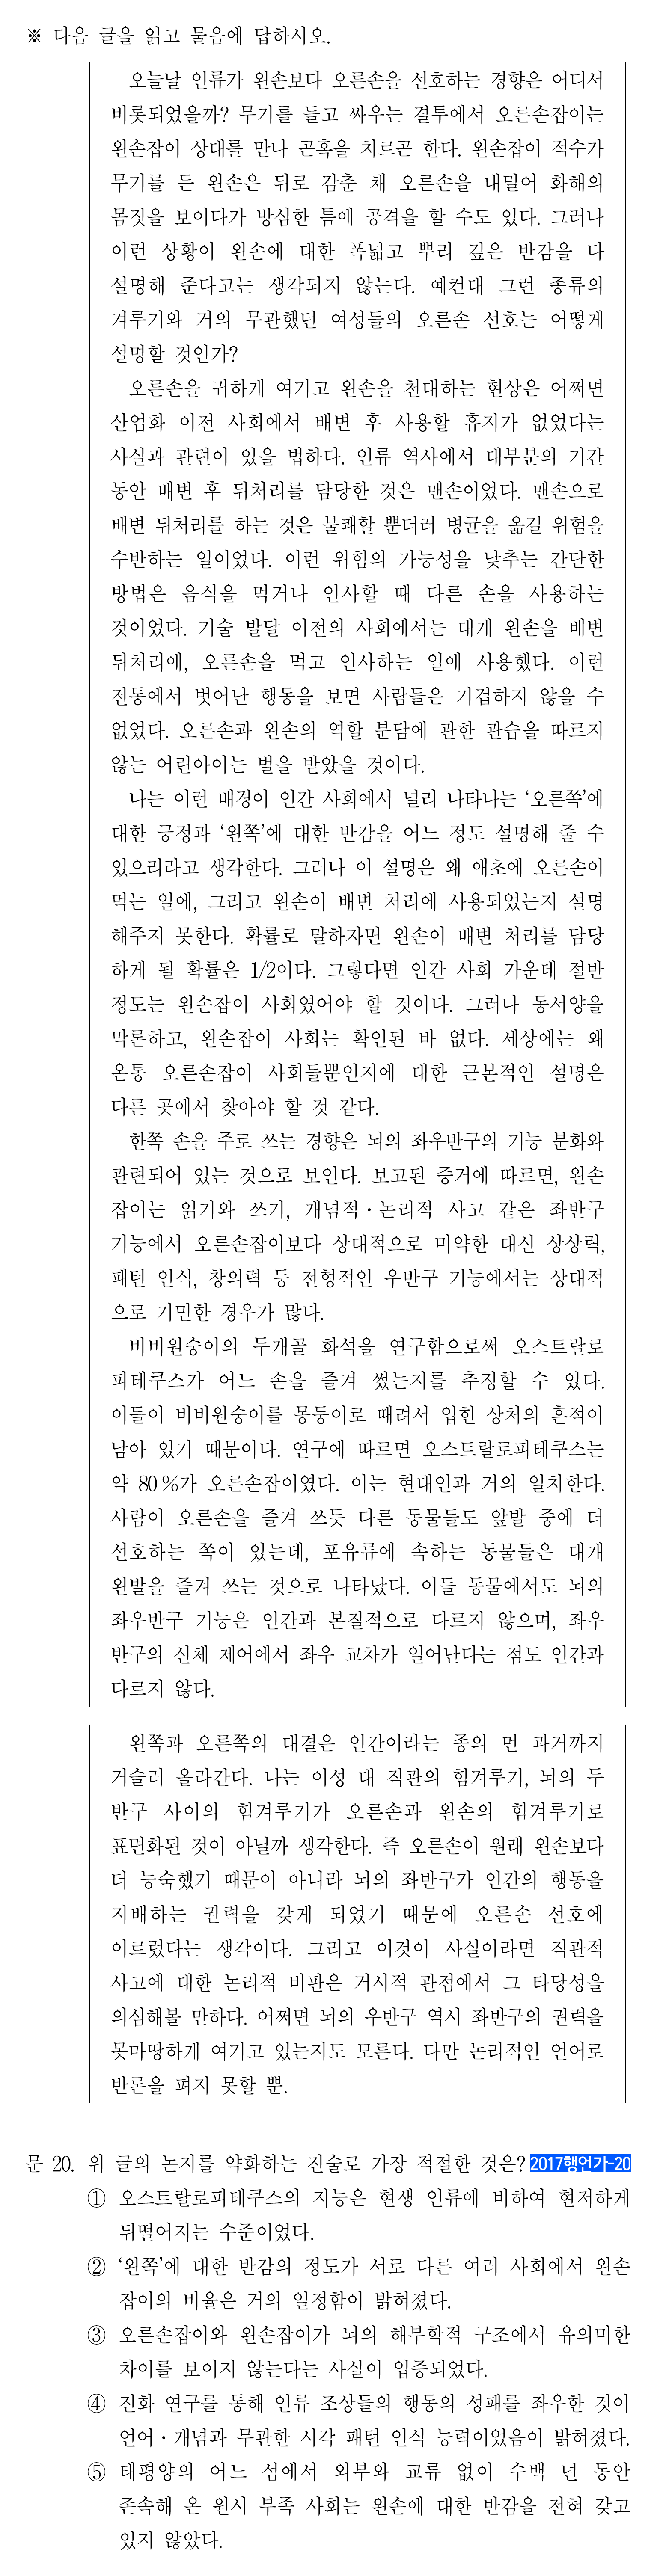 ※ 다음 글을 읽고 물음에 답하시오.
오늘날 인류가 왼손보다 오른손을 선호하는 경향은 어디서
비롯되었을까? 무기를 들고 싸우는 결투에서 오른손잡이는
왼손잡이 상대를 만나 곤혹을 치르곤 한다. 왼손잡이 적수가
무기를 든 왼손은 뒤로 감춘 채 오른손을 내밀어 화해의
몸짓을 보이다가 방심한 틈에 공격을 할 수도 있다. 그러나
이런 상황이 왼손에 대한 폭넓고 뿌리 깊은 반감을 다
설명해 준다고는 생각되지 않는다. 예컨대 그런 종류의
겨루기와 거의 무관했던 여성들의 오른손 선호는 어떻게
설명할 것인가?
오른손을 귀하게 여기고 왼손을 천대하는 현상은 어쩌면
산업화 이전 사회에서 배변 후 사용할 휴지가 없었다는
사실과 관련이 있을 법하다. 인류 역사에서 대부분의 기간
동안 배변 후 뒤처리를 담당한 것은 맨손이었다. 맨손으로
배변 뒤처리를 하는 것은 불쾌할 뿐더러 병균을 옮길 위험을
수반하는 일이었다. 이런 위험의 가능성을 낮추는 간단한
방법은 음식을 먹거나 인사할 때 다른 손을 사용하는
것이었다. 기술 발달 이전의 사회에서는 대개 왼손을 배변
뒤처리에, 오른손을 먹고 인사하는 일에 사용했다. 이런
전통에서 벗어난 행동을 보면 사람들은 기겁하지 않을 수
없었다. 오른손과 왼손의 역할 분담에 관한 관습을 따르지
않는 어린아이는 벌을 받았을 것이다.
나는 이런 배경이 인간 사회에서 널리 나타나는 ‘오른쪽’에
대한 긍정과 ‘왼쪽’에 대한 반감을 어느 정도 설명해 줄 수
있으리라고 생각한다. 그러나 이 설명은 왜 애초에 오른손이
먹는 일에, 그리고 왼손이 배변 처리에 사용되었는지 설명
해주지 못한다. 확률로 말하자면 왼손이 배변 처리를 담당
하게 될 확률은 1/2이다. 그렇다면 인간 사회 가운데 절반
정도는 왼손잡이 사회였어야 할 것이다. 그러나 동서양을
막론하고, 왼손잡이 사회는 확인된 바 없다. 세상에는 왜
온통 오른손잡이 사회들뿐인지에 대한 근본적인 설명은
다른 곳에서 찾아야 할 것 같다.
한쪽 손을 주로 쓰는 경향은 뇌의 좌우반구의 기능 분화와
관련되어 있는 것으로 보인다. 보고된 증거에 따르면, 왼손
잡이는 읽기와 쓰기, 개념적·논리적 사고 같은 좌반구
기능에서 오른손잡이보다 상대적으로 미약한 대신 상상력,
패턴 인식, 창의력 등 전형적인 우반구 기능에서는 상대적
으로 기민한 경우가 많다.
비비원숭이의 두개골 화석을 연구함으로써 오스트랄로
피테쿠스가 어느 손을 즐겨 썼는지를 추정할 수 있다.
이들이 비비원숭이를 몽둥이로 때려서 입힌 상처의 흔적이
남아 있기 때문이다. 연구에 따르면 오스트랄로피테쿠스는
약 80 %가 오른손잡이였다. 이는 현대인과 거의 일치한다.
사람이 오른손을 즐겨 쓰듯 다른 동물들도 앞발 중에 더
선호하는 쪽이 있는데, 포유류에 속하는 동물들은 대개
왼발을 즐겨 쓰는 것으로 나타났다. 이들 동물에서도 뇌의
좌우반구 기능은 인간과 본질적으로 다르지 않으며, 좌우
반구의 신체 제어에서 좌우 교차가 일어난다는 점도 인간과
다르지 않다.
왼쪽과 오른쪽의 대결은 인간이라는 종의 먼 과거까지
거슬러 올라간다. 나는 이성 대 직관의 힘겨루기, 뇌의 두
반구 사이의 힘겨루기가 오른손과 왼손의 힘겨루기로
표면화된 것이 아닐까 생각한다. 즉 오른손이 원래 왼손보다
더 능숙했기 때문이 아니라 뇌의 좌반구가 인간의 행동을
지배하는 권력을 갖게 되었기 때문에 오른손 선호에
이르렀다는 생각이다. 그리고 이것이 사실이라면 직관적
사고에 대한 논리적 비판은 거시적 관점에서 그 타당성을
의심해볼 만하다. 어쩌면 뇌의 우반구 역시 좌반구의 권력을
못마땅하게 여기고 있는지도 모른다. 다만 논리적인 언어로
반론을 펴지 못할 뿐.
문 20. 위 글의 논지를 약화하는 진술로 가장 적절한 것은? 2017행언가-20
① 오스트랄로피테쿠스의 지능은 현생 인류에 비하여 현저하게
뒤떨어지는 수준이었다.
② ‘왼쪽’에 대한 반감의 정도가 서로 다른 여러 사회에서 왼손
잡이의 비율은 거의 일정함이 밝혀졌다.
③ 오른손잡이와 왼손잡이가 뇌의 해부학적 구조에서 유의미한
차이를 보이지 않는다는 사실이 입증되었다.
④ 진화 연구를 통해 인류 조상들의 행동의 성패를 좌우한 것이
언어·개념과 무관한 시각 패턴 인식 능력이었음이 밝혀졌다.
⑤ 태평양의 어느 섬에서 외부와 교류 없이 수백 년 동안
존속해 온 원시 부족 사회는 왼손에 대한 반감을 전혀 갖고
있지 않았다.